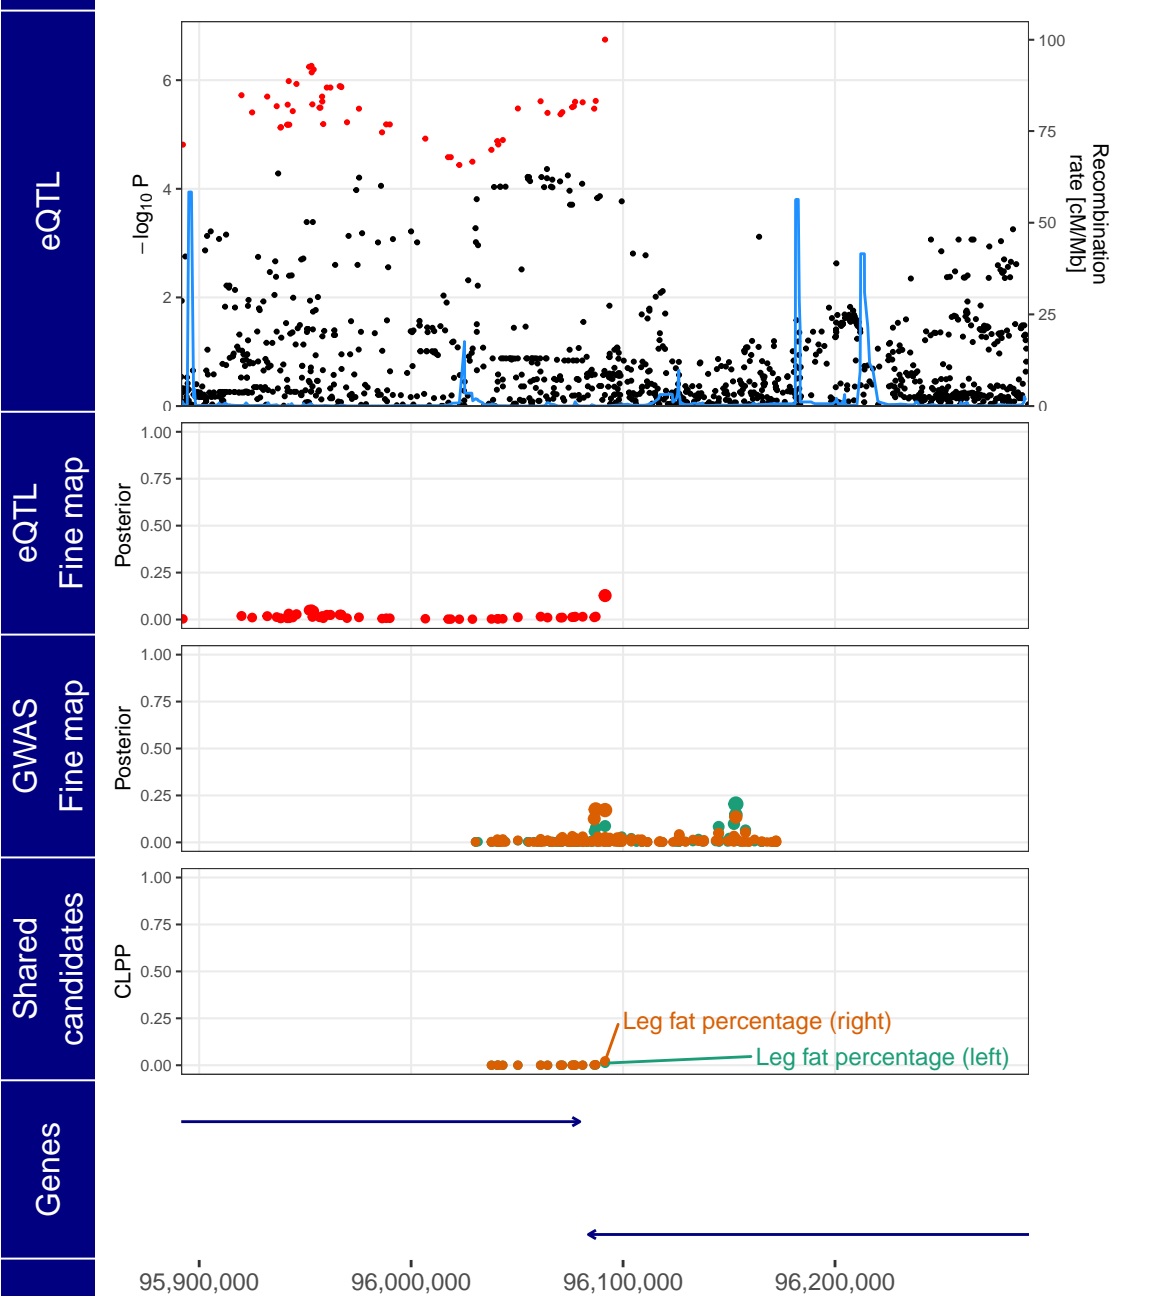 eQTL
−log10 P
6
4
2
0
100
75
50
25
0
Recombination
rate [cM/Mb]
eQTL
Fine map
Posterior
1.00
0.75
0.50
0.25
0.00
GWAS
Fine map
Posterior
1.00
0.75
0.50
0.25
0.00
Shared
candidates
CLPP
1.00
0.75
0.50
0.25
0.00
Leg fat percentage (right)
Leg fat percentage (left)
Genes
95,900,000
96,000,000
96,100,000
96,200,000